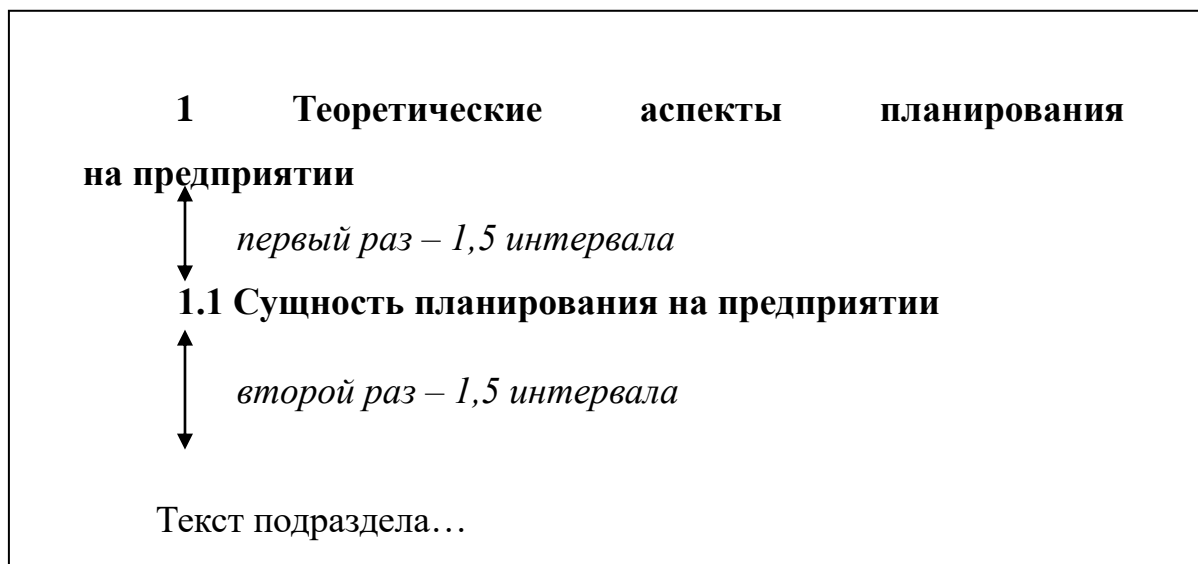 1 Теоретические аспекты планирования
на предприятии
первый раз – 1,5 интервала
1.1 Сущность планирования на предприятии
второй раз – 1,5 интервала
Текст подраздела…